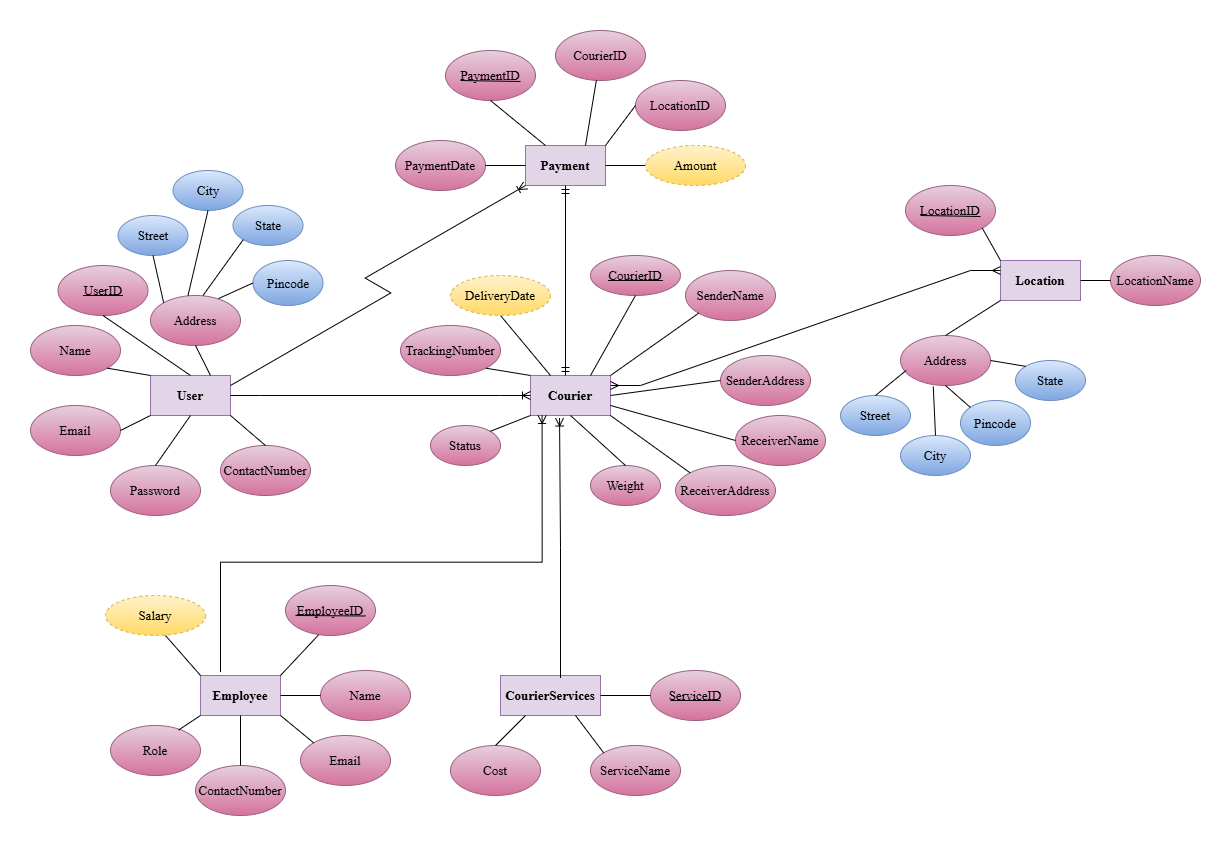 CourierID
PaymentID
LocationID
PaymentDate
Payment
Amount
City
Street
State
Pincode
UserID
Address
Name
User
Email
Password
ContactNumber
DeliveryDate
CourierID
SenderName
TrackingNumber
SenderAddress
Courier
Status
ReceiverName
Weight
ReceiverAddress
LocationID
Location
LocationName
Address
State
Street
Pincode
City
Salary
EmployeeID
Employee
Name
Role
Email
ContactNumber
CourierServices
ServiceID
Cost
ServiceName